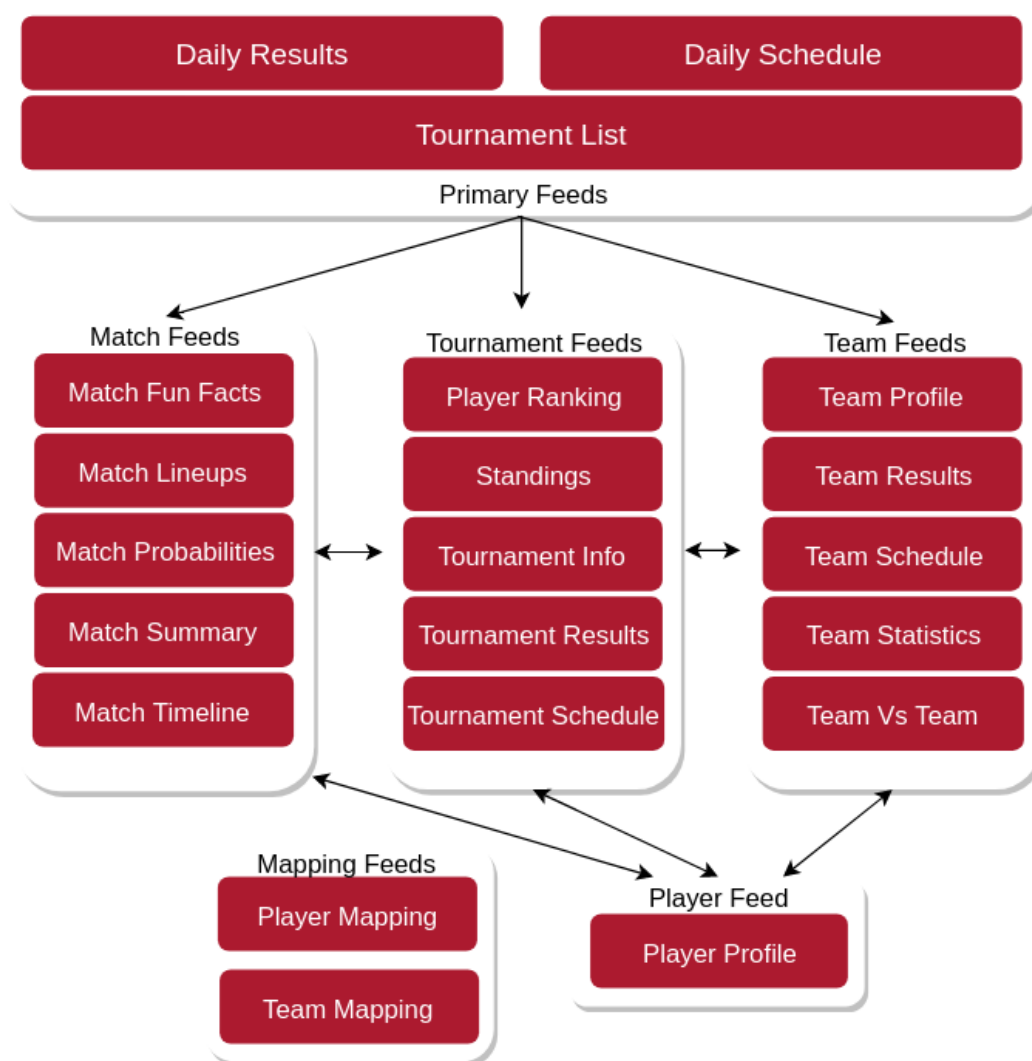 Daily Results
Daily Schedule
Tournament List
Primary Feeds
Match Feeds
Match Fun Facts
Match Lineups
Match Probabilities
Match Summary
Match Timeline
Tournament Feeds
Player Ranking
Standings
Tournament Info
Tournament Results
Tournament Schedule
Team Feeds
Team Profile
Team Results
Team Schedule
Team Statistics
Team Vs Team
Mapping Feeds
Player Mapping
Team Mapping
Player Feed
Player Profile